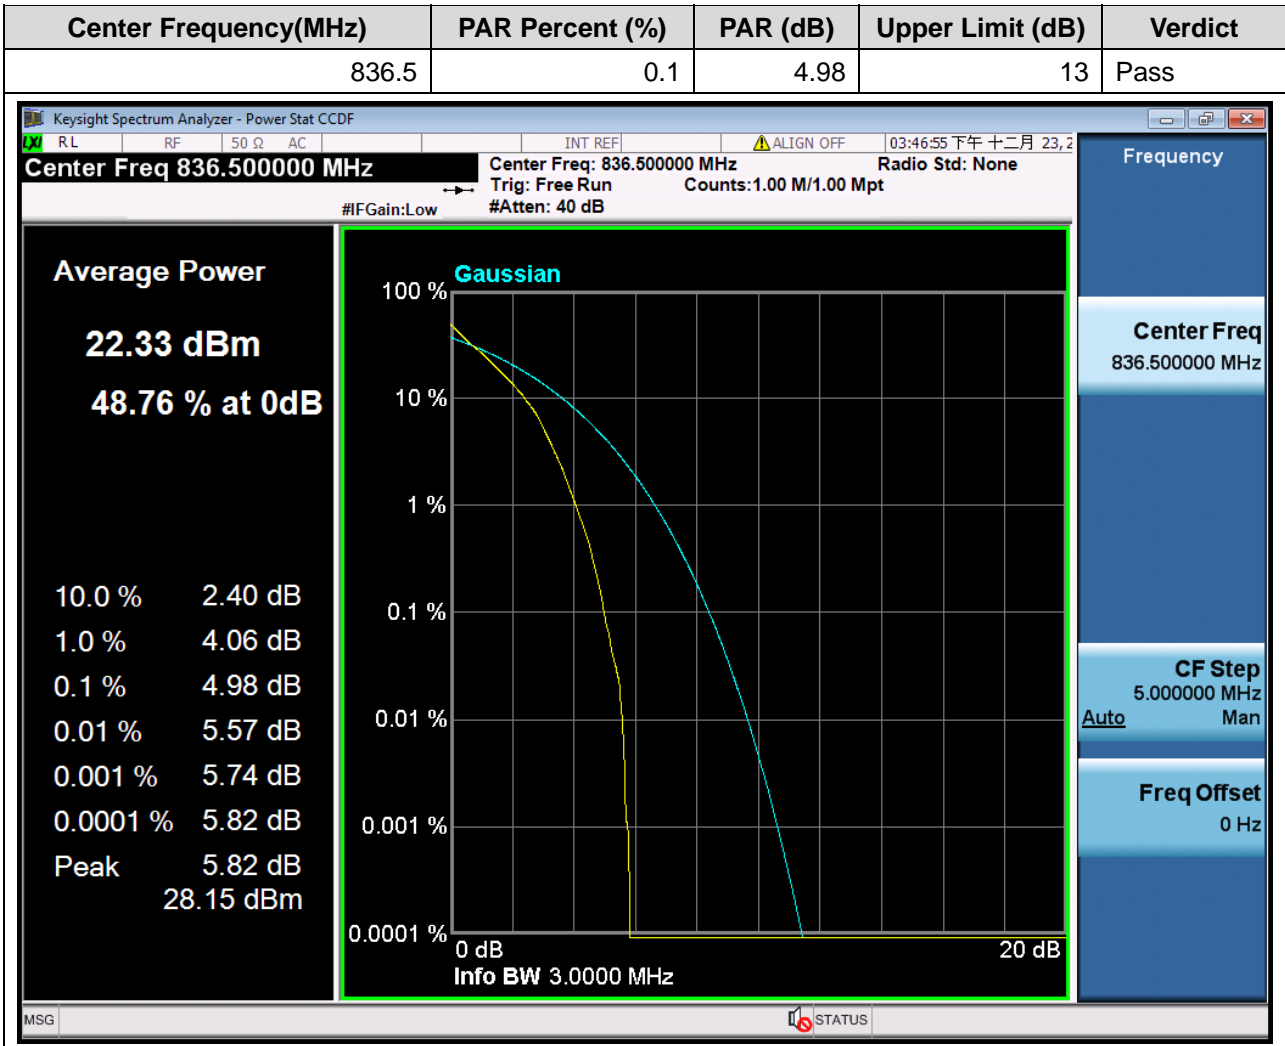 Center Frequency(MHz) PAR Percent (%) PAR (dB) Upper Limit (dB) Verdict
836.5 0.1 4.98 13 Pass
Keysight Spectrum Analyzer - Power Stat CCDF
LXI RL RF 50 Ω AC INT REF ALIGN OFF 03:46:55 下午 十二月 23, 2
Center Freq 836.500000 MHz
Center Freq: 836.500000 MHz Radio Std: None
Trig: Free Run Counts:1.00 M/1.00 Mpt
#IFGain:Low #Atten: 40 dB
Frequency
Average Power
22.33 dBm
48.76 % at 0dB
10.0 % 2.40 dB
1.0 % 4.06 dB
0.1 % 4.98 dB
0.01 % 5.57 dB
0.001 % 5.74 dB
0.0001 % 5.82 dB
Peak 5.82 dB
28.15 dBm
Gaussian
100 %
10 %
1 %
0.1 %
0.01 %
0.001 %
0.0001 %
0 dB 20 dB
Info BW 3.0000 MHz
Center Freq
836.500000 MHz
CF Step
5.000000 MHz
Auto Man
Freq Offset
0 Hz
MSG STATUS